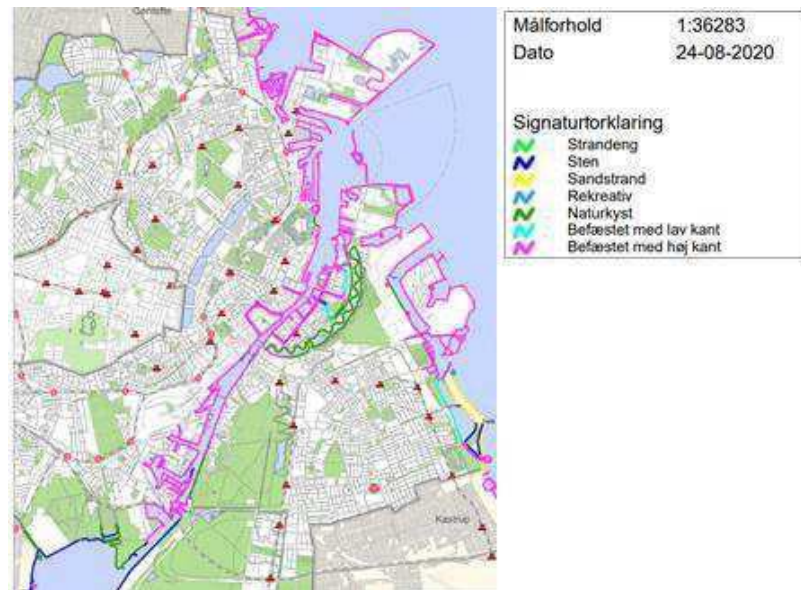 Gentofte
Kastrup
Målforhold 1:36283
Dato 24-08-2020
Signaturforklaring
Strandeng
Sten
Sandstrand
Rekreativ
Naturkyst
Befæstet med lav kant
Befæstet med høj kant